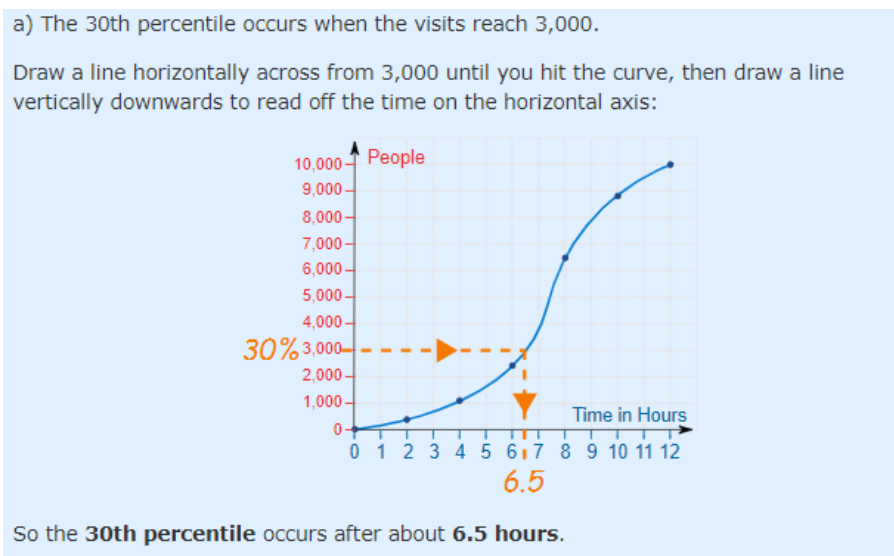 a) The 30th percentile occurs when the visits reach 3,000.
Draw a line horizontally across from 3,000 until you hit the curve, then draw a line
vertically downwards to read off the time on the horizontal axis:
People
10,000
9,000
8,000
7,000
6,000
5,000
4,000
30% 3,000
2,000
1,000
0
Time in Hours
0 1 2 3 4 5 6 7 8 9 10 11 12
6.5
So the 30th percentile occurs after about 6.5 hours.